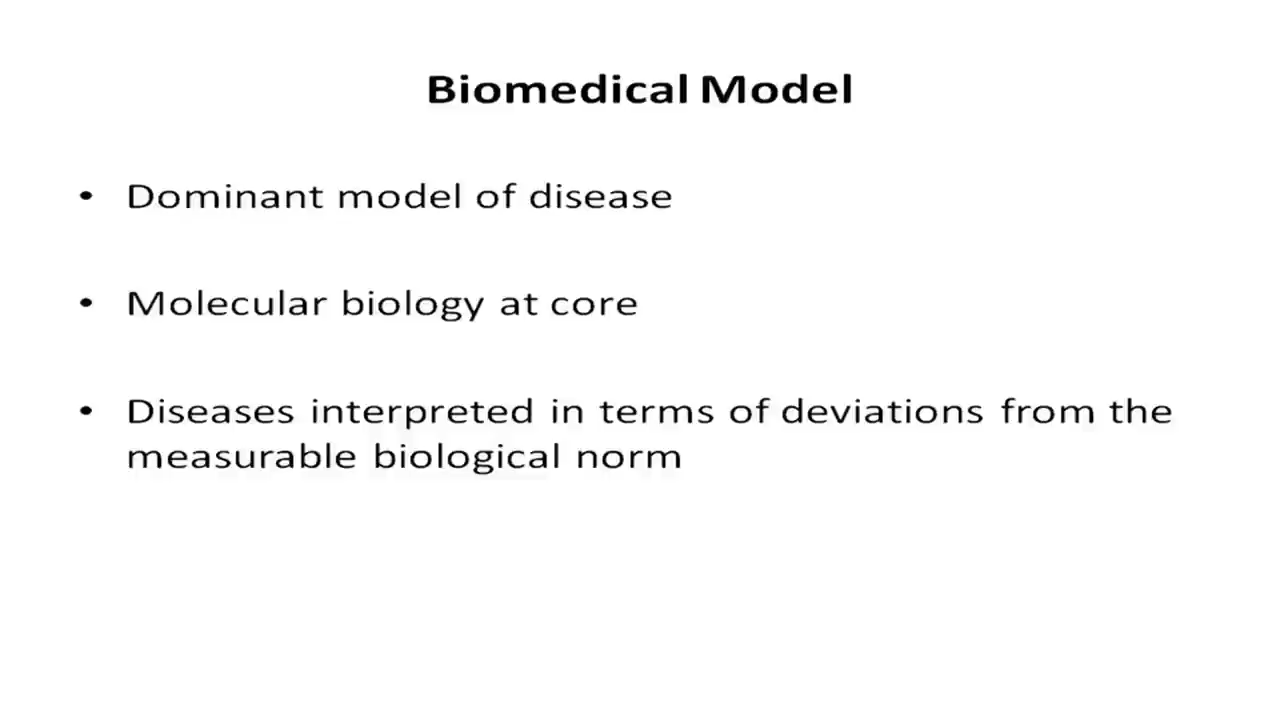 Biomedical Model
• Dominant model of disease
• Molecular biology at core
• Diseases interpreted in terms of deviations from the
measurable biological norm